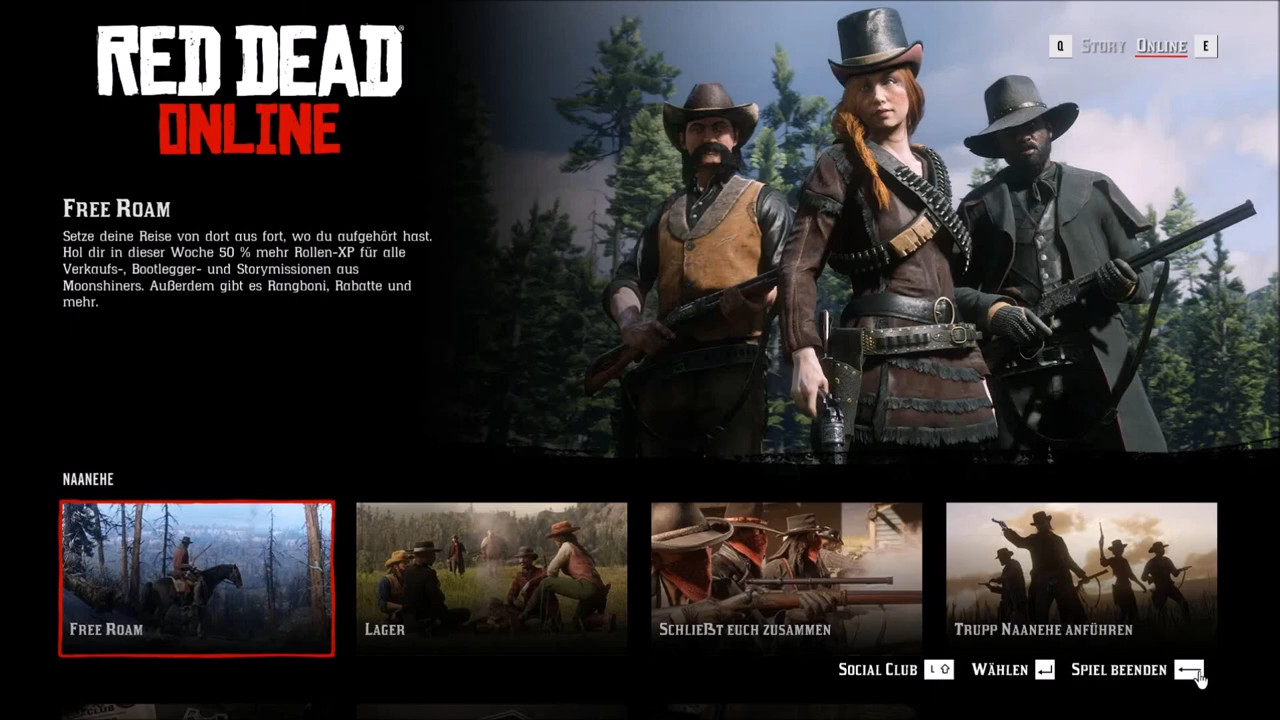 RED DEAD
ONLINE
Q STORY ONLINE E
FREE ROAM
Setze deine Reise von dort aus fort, wo du aufgehört hast.
Hol dir in dieser Woche 50 % mehr Rollen-XP für alle
Verkaufs-, Bootlegger- und Storymissionen aus
Moonshiners. Außerdem gibt es Rangboni, Rabatte und
mehr.
NAANEHE
FREE ROAM
LAGER
SCHLIEßT EUCH ZUSAMMEN
TRUPP NAANEHE ANFÜHREN
SOCIAL CLUB L WÄHLEN SPIEL BEENDEN